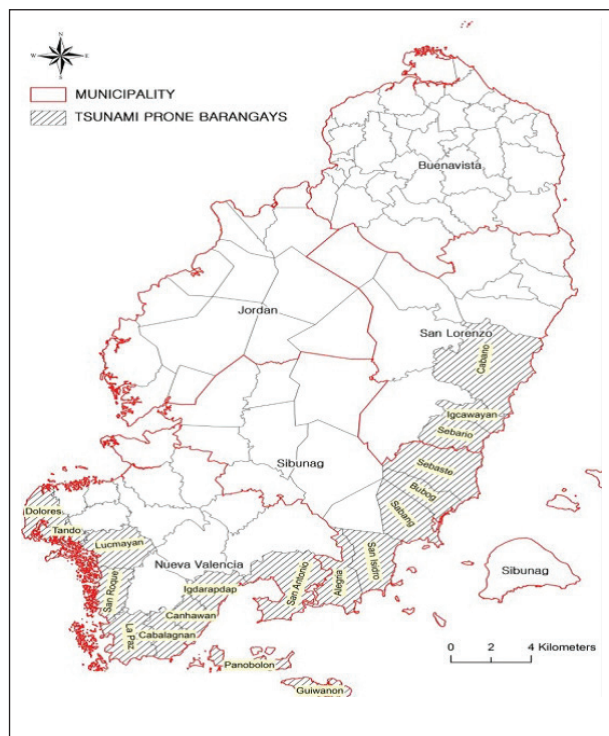 N
W
E
S
MUNICIPALITY
TSUNAMI PRONE BARANGAYS
Buenavista
Jordan
San Lorenzo
Cabano
Igcawayan
Sebario
Sibunag
Sebaste
Bubog
Sabang
Dolores
Tando
Lucmayan
Nueva Valencia
San Antonio
Alegria
San Isidro
Sibunag
San Roque
Igdarapdap
Canhawan
La Paz
Cabalagnan
Panobolon
Guiwanon
0 2 4 Kilometers